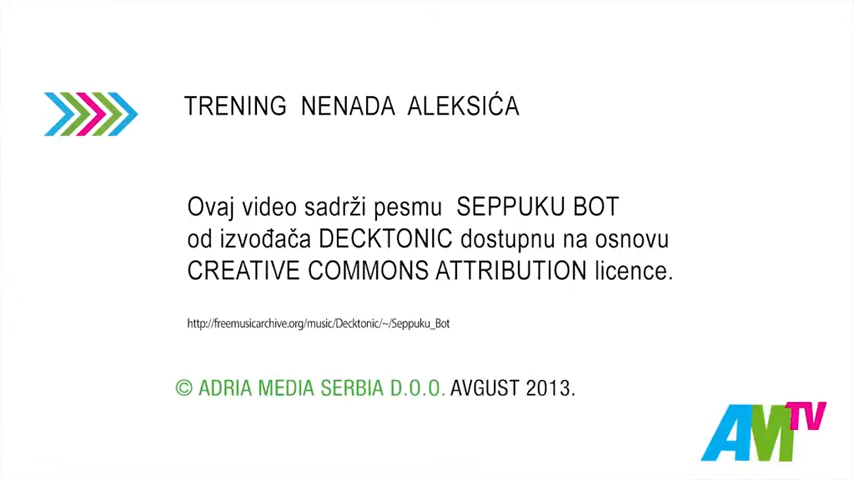 TRENING NENADA ALEKSIĆA
Ovaj video sadrži pesmu SEPPUKU BOT
od izvođača DECKTONIC dostupnu na osnovu
CREATIVE COMMONS ATTRIBUTION licence.
http://freemusicarchive.org/music/Decktonic/~/Seppuku_Bot
© ADRIA MEDIA SERBIA D.O.O. AVGUST 2013.
AMTV